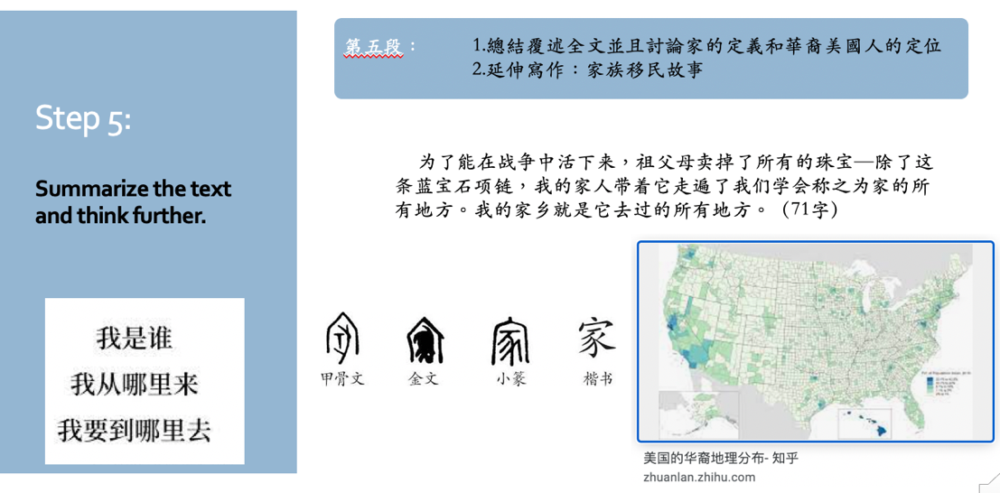 第五段：
1.總結覆述全文並且討論家的定義和華裔美國人的定位
2.延伸寫作：家族移民故事
Step 5:
Summarize the text
and think further.
为了能在战争中活下来，祖父母卖掉了所有的珠宝—除了这
条蓝宝石项链，我的家人带着它走遍了我们学会称之为家的所
有地方。我的家乡就是它去过的所有地方。（71字）
我是谁
我从哪里来
我要到哪里去
家 家 家 家
甲骨文 金文 小篆 楷书
美国的华裔地理分布- 知乎
zhuanlan.zhihu.com